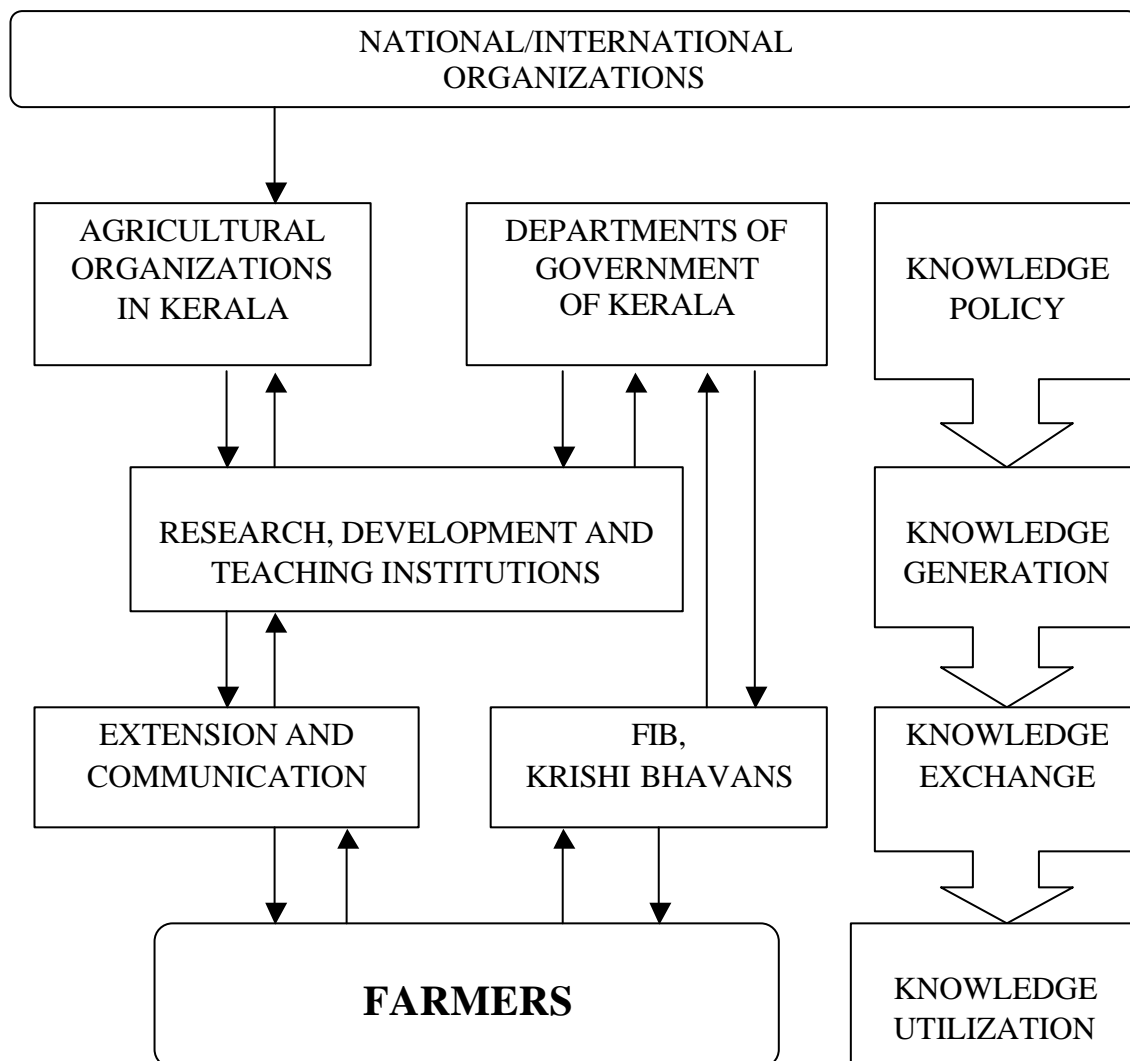 NATIONAL/INTERNATIONAL
ORGANIZATIONS
AGRICULTURAL
ORGANIZATIONS
IN KERALA
DEPARTMENTS OF
GOVERNMENT
OF KERALA
KNOWLEDGE
POLICY
RESEARCH, DEVELOPMENT AND
TEACHING INSTITUTIONS
KNOWLEDGE
GENERATION
EXTENSION AND
COMMUNICATION
FIB,
KRISHI BHAVANS
KNOWLEDGE
EXCHANGE
FARMERS
KNOWLEDGE
UTILIZATION